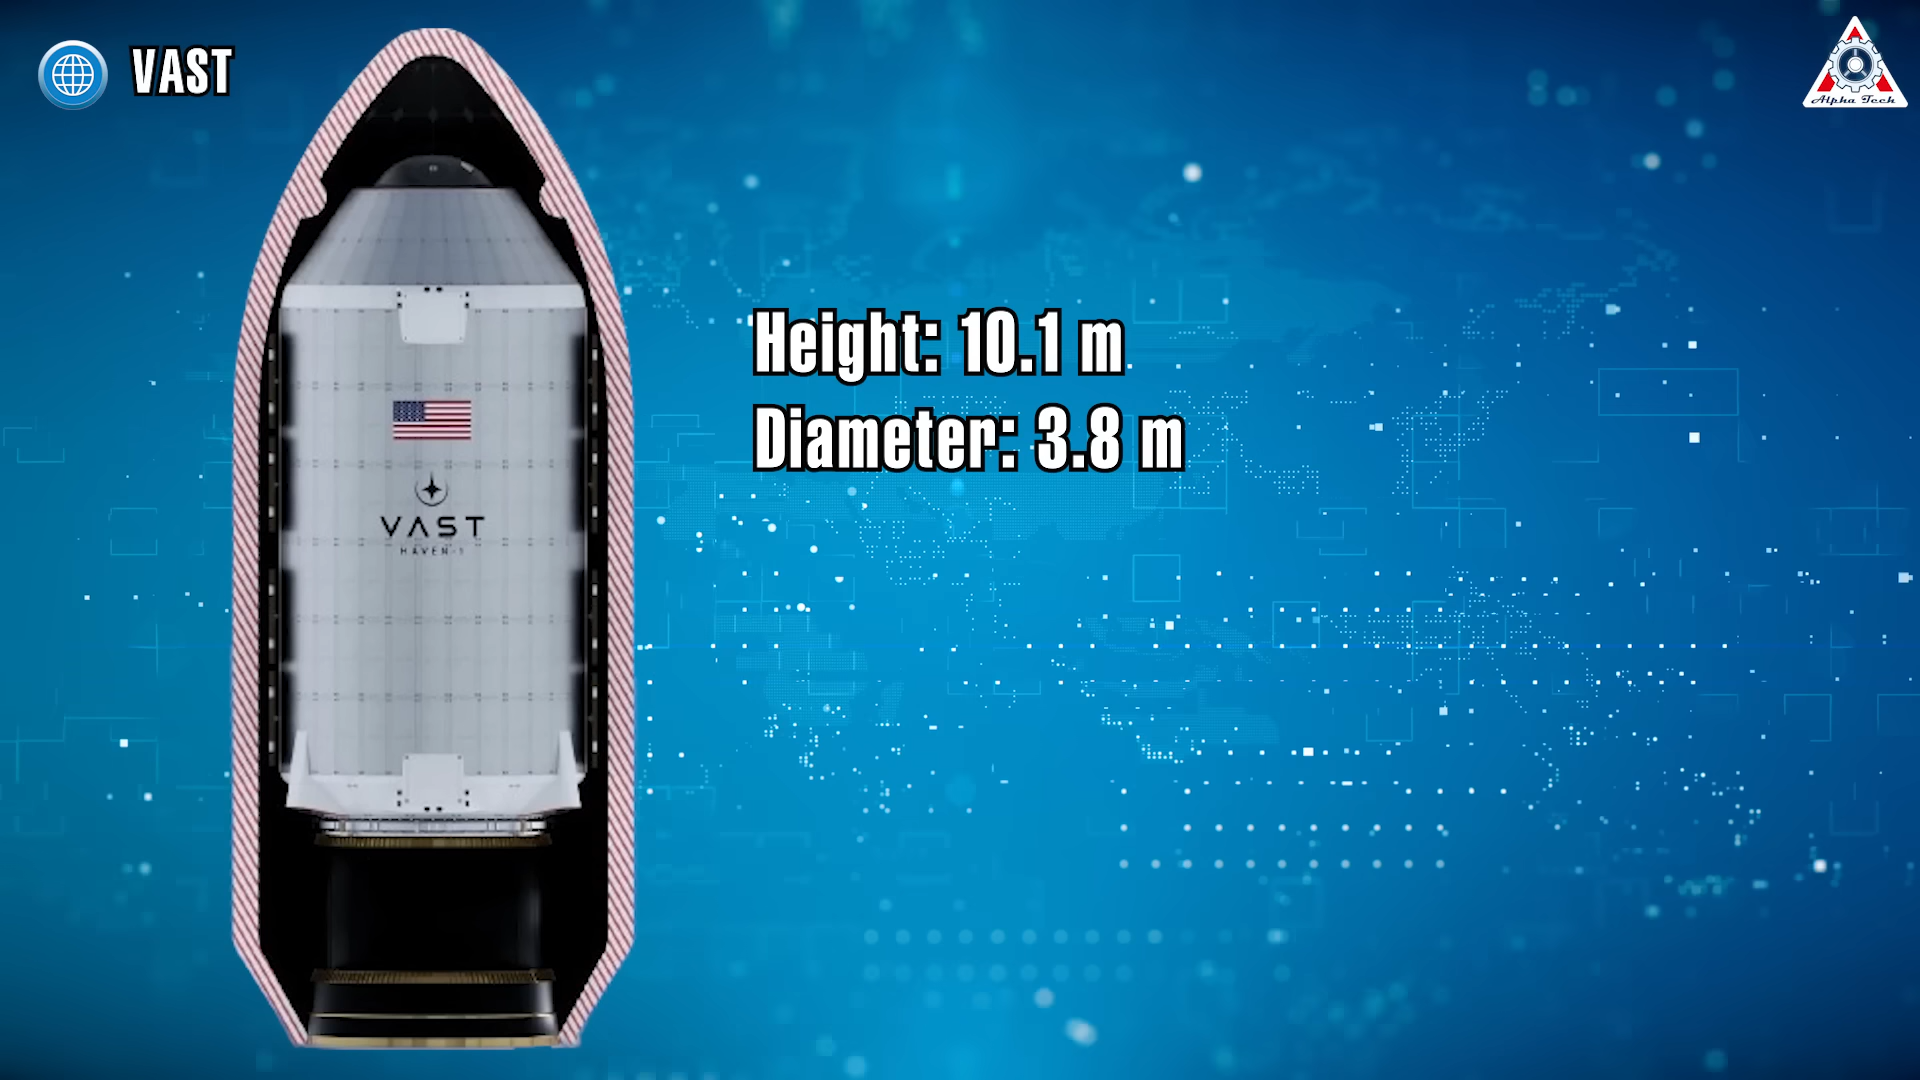 VAST
Alpha Tech
Height: 10.1 m
Diameter: 3.8 m
VAST
HAVEN-1